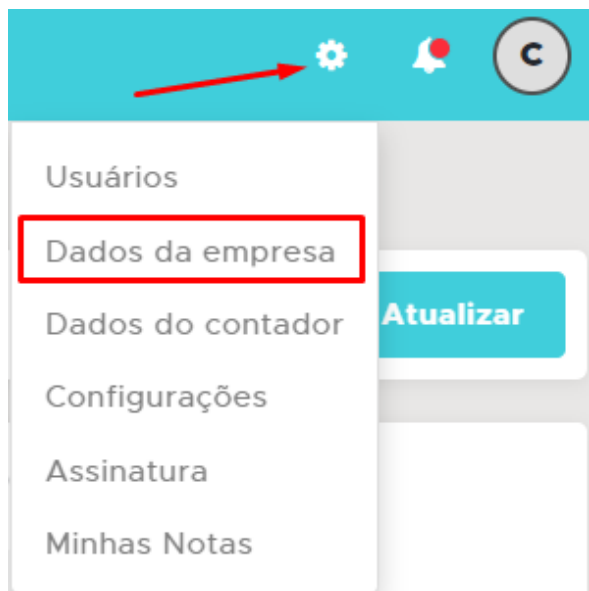 C
Usuários
Dados da empresa
Dados do contador
Atualizar
Configurações
Assinatura
Minhas Notas